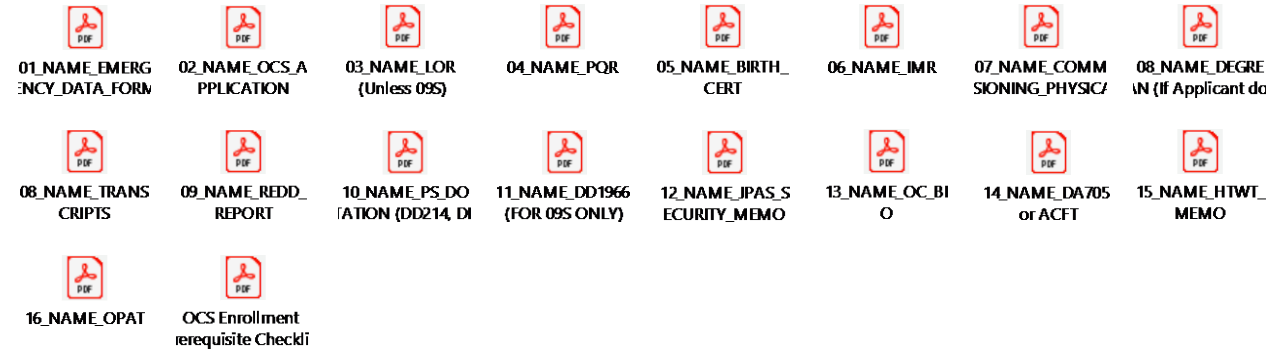 PDF
01_NAME_EMERG
ENCY_DATA_FORM
PDF
02_NAME_OCS_A
PPLICATION
PDF
03_NAME_LOR
(Unless 09S)
PDF
04_NAME_PQR
PDF
05_NAME_BIRTH_
CERT
PDF
06_NAME_IMR
PDF
07_NAME_COMM
SIONING_PHYSICA
PDF
08_NAME_DEGRE
AN (If Applicant do
PDF
08_NAME_TRANS
CRIPTS
PDF
09_NAME_REDD_
REPORT
PDF
10_NAME_PS_DO
TATION (DD214, DI
PDF
11_NAME_DD1966
(FOR 09S ONLY)
PDF
12_NAME_JPAS_S
ECURITY_MEMO
PDF
13_NAME_OC_BI
O
PDF
14_NAME_DA705
or ACFT
PDF
15_NAME_HTWT_
MEMO
PDF
16_NAME_OPAT
PDF
OCS Enrollment
rerequisite Checkli